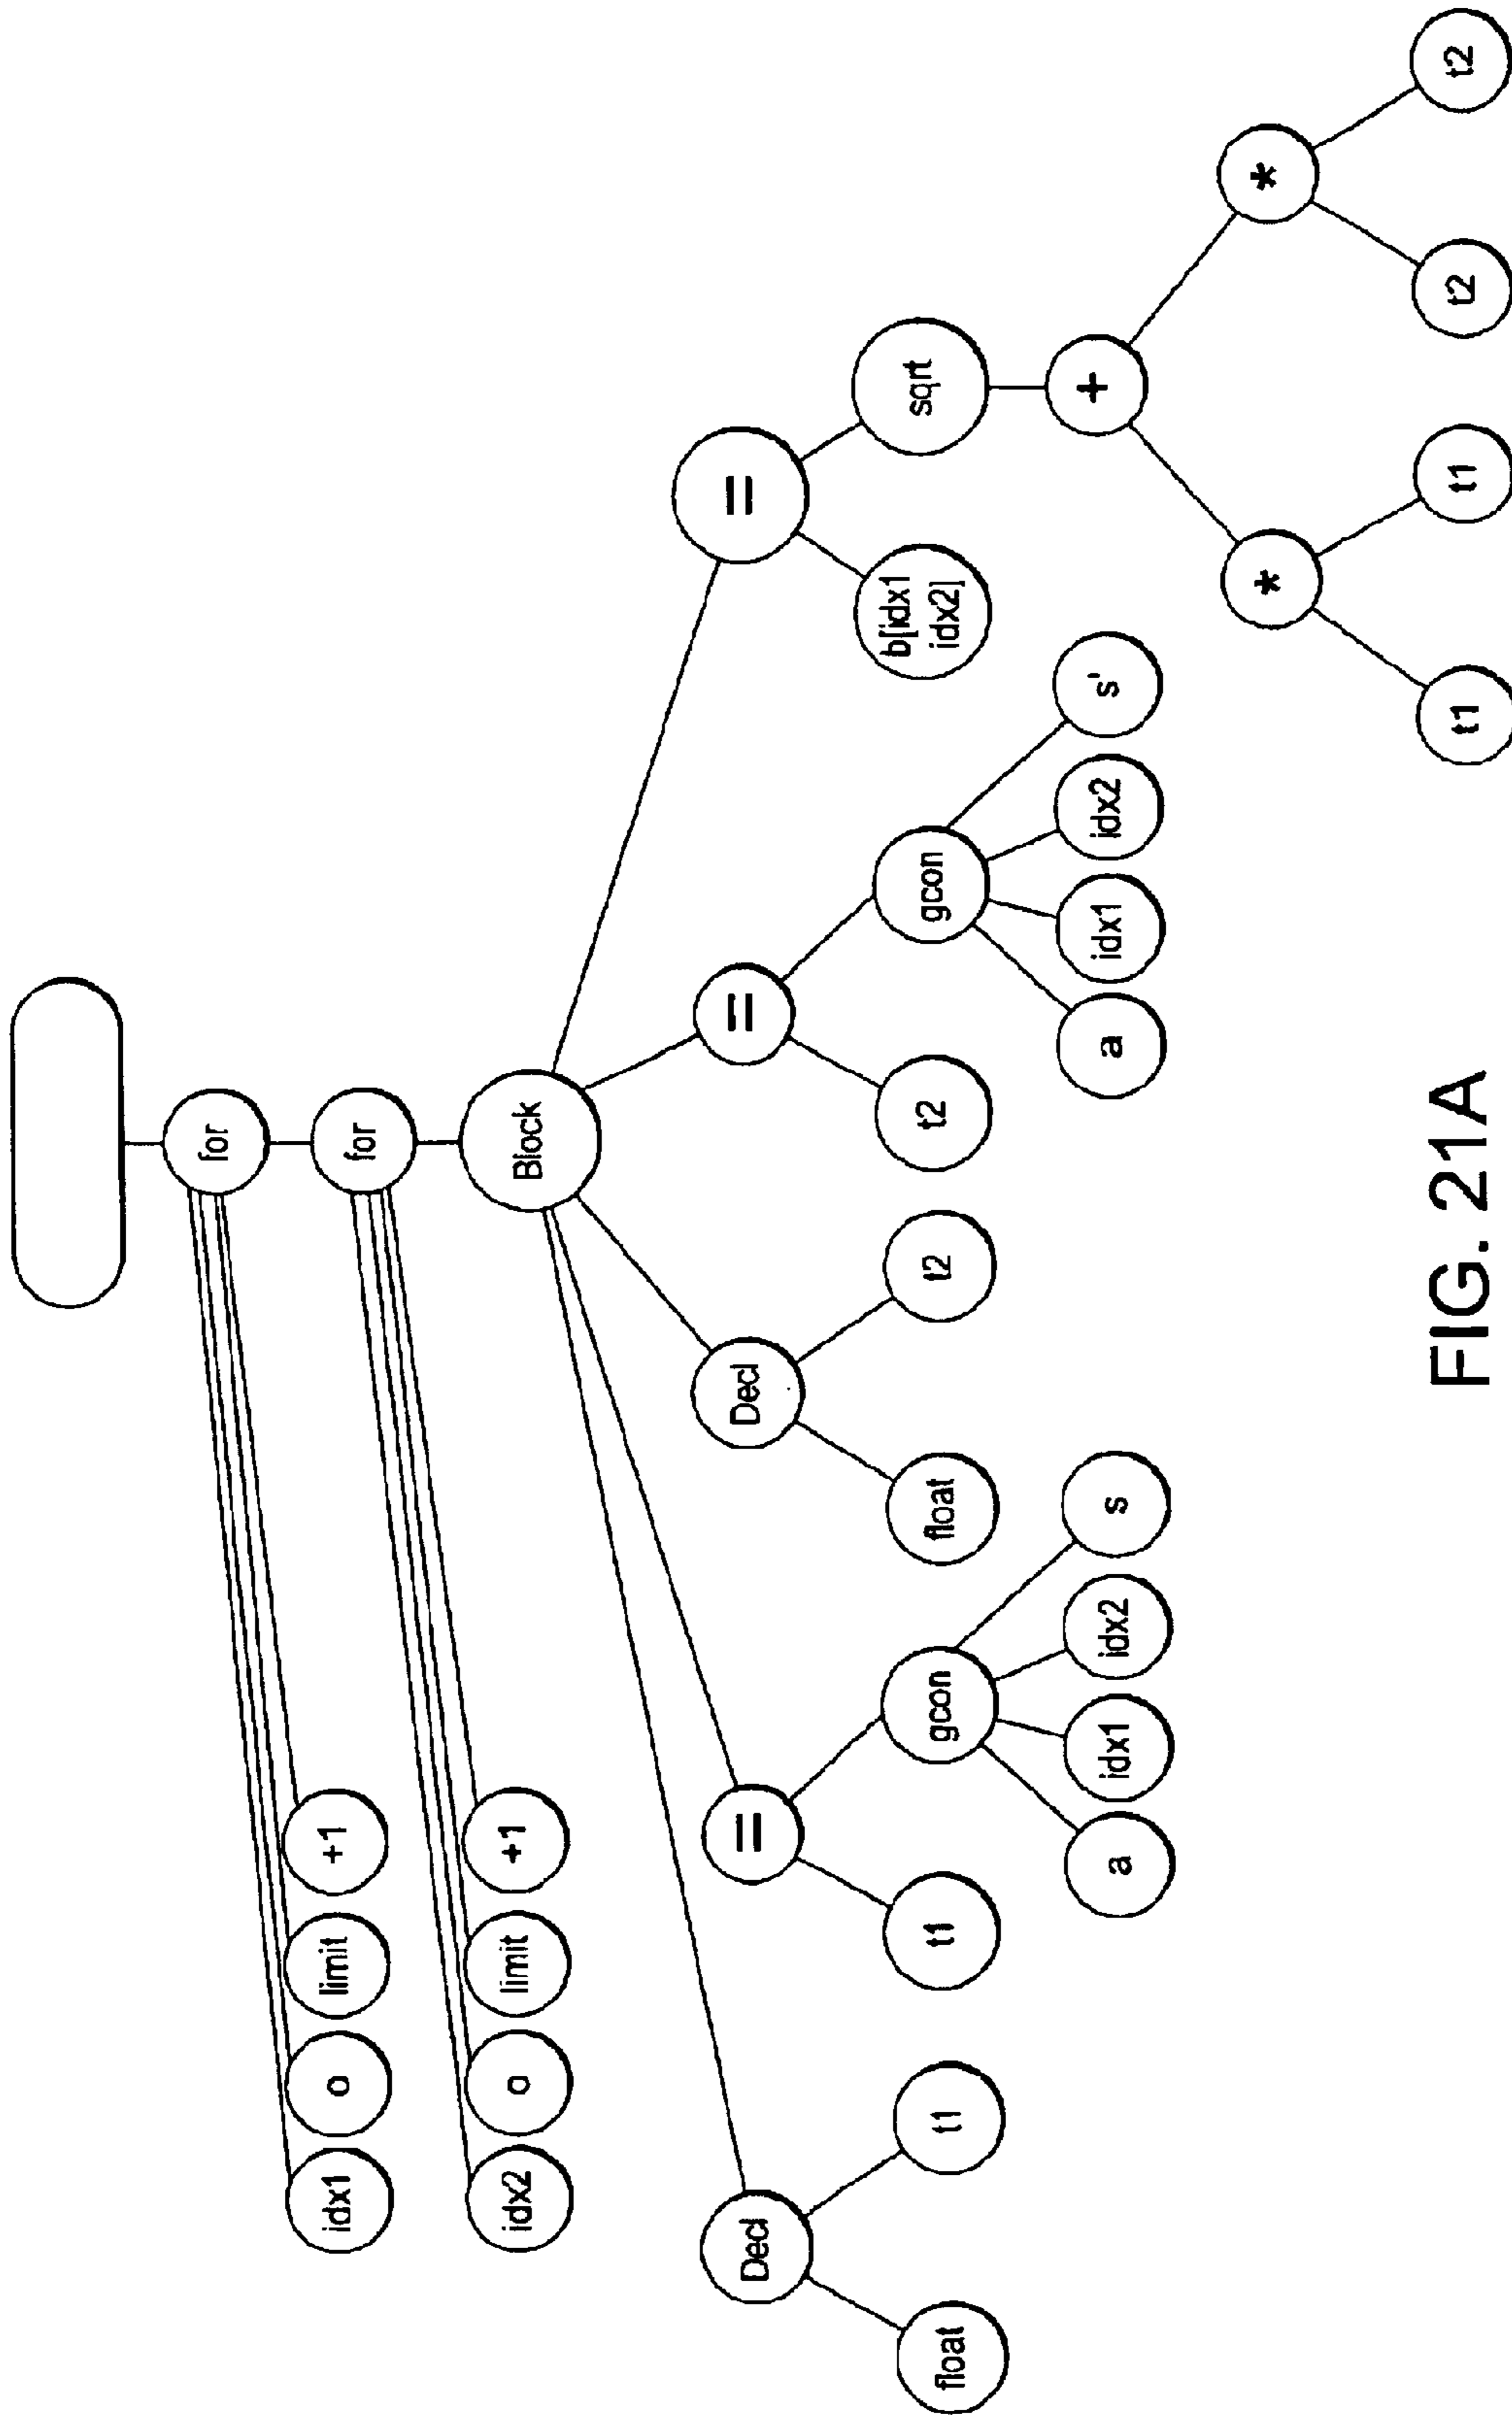 for
idx1
o
limit
+1
for
idx2
o
limit
+1
Block
Decl
=
Decl
=
=
float
t1
t1
gcon
float
t2
t2
gcon
b[idx1
idx2]
sqrt
a
idx1
idx2
s
a
idx1
idx2
s'
+
*
*
t1
t1
t2
t2
FIG. 21A